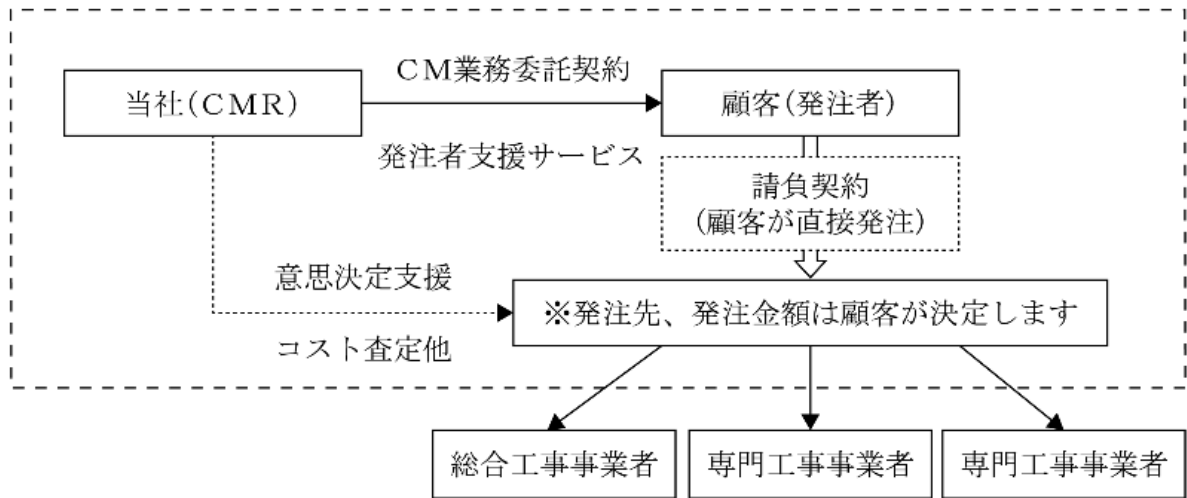 CM業務委託契約
当社(CMR)
顧客(発注者)
発注者支援サービス
請負契約
(顧客が直接発注)
意思決定支援
※発注先、発注金額は顧客が決定します
コスト査定他
総合工事事業者
専門工事事業者
専門工事事業者